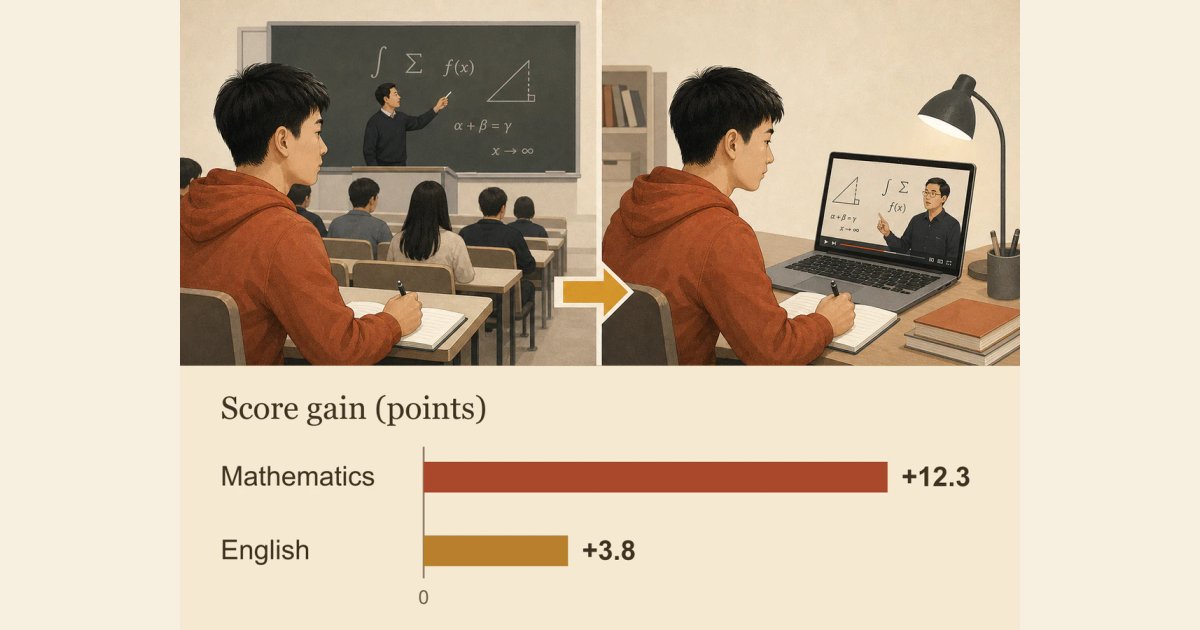 ∫ Σ f(x)
α + β = γ
x → ∞
∫ Σ
f(x)
α+β=γ
x→∞
Score gain (points)
Mathematics +12.3
English +3.8
0